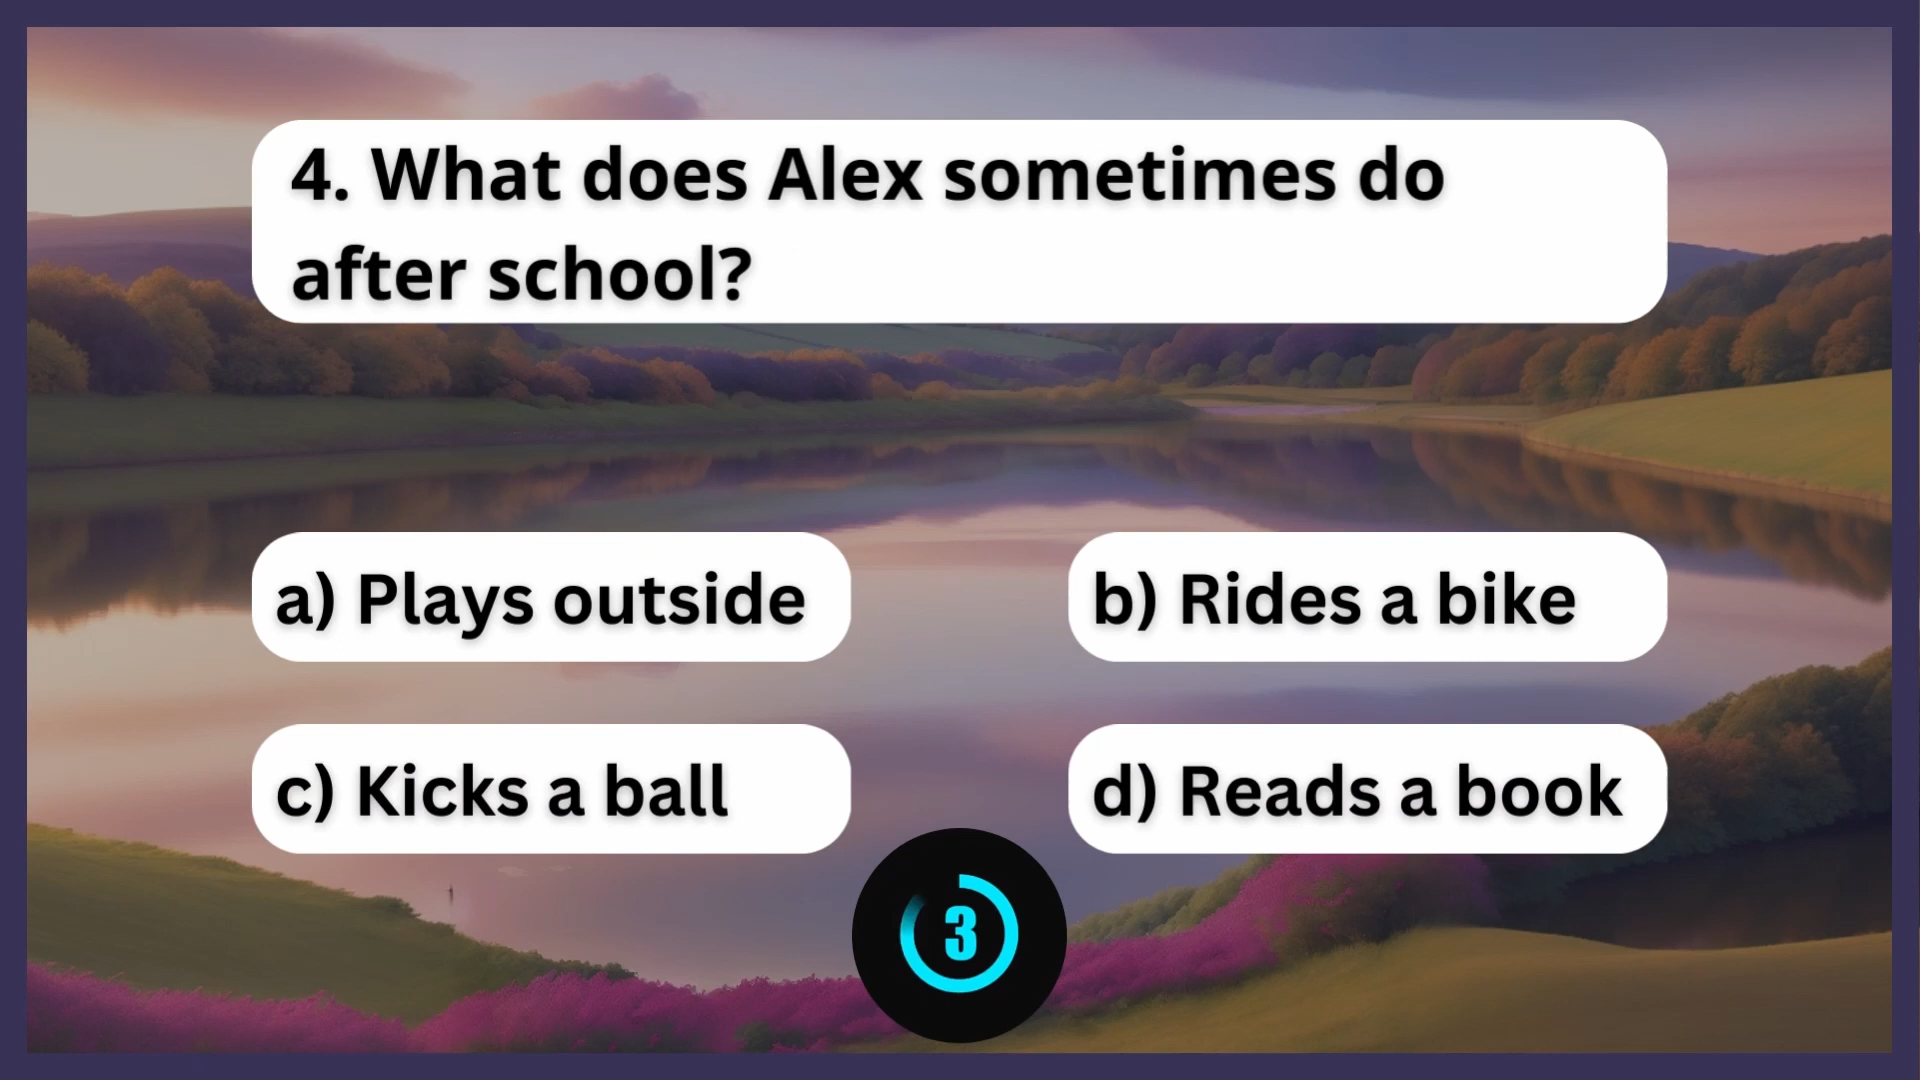 4. What does Alex sometimes do
after school?
a) Plays outside
b) Rides a bike
c) Kicks a ball
d) Reads a book
3